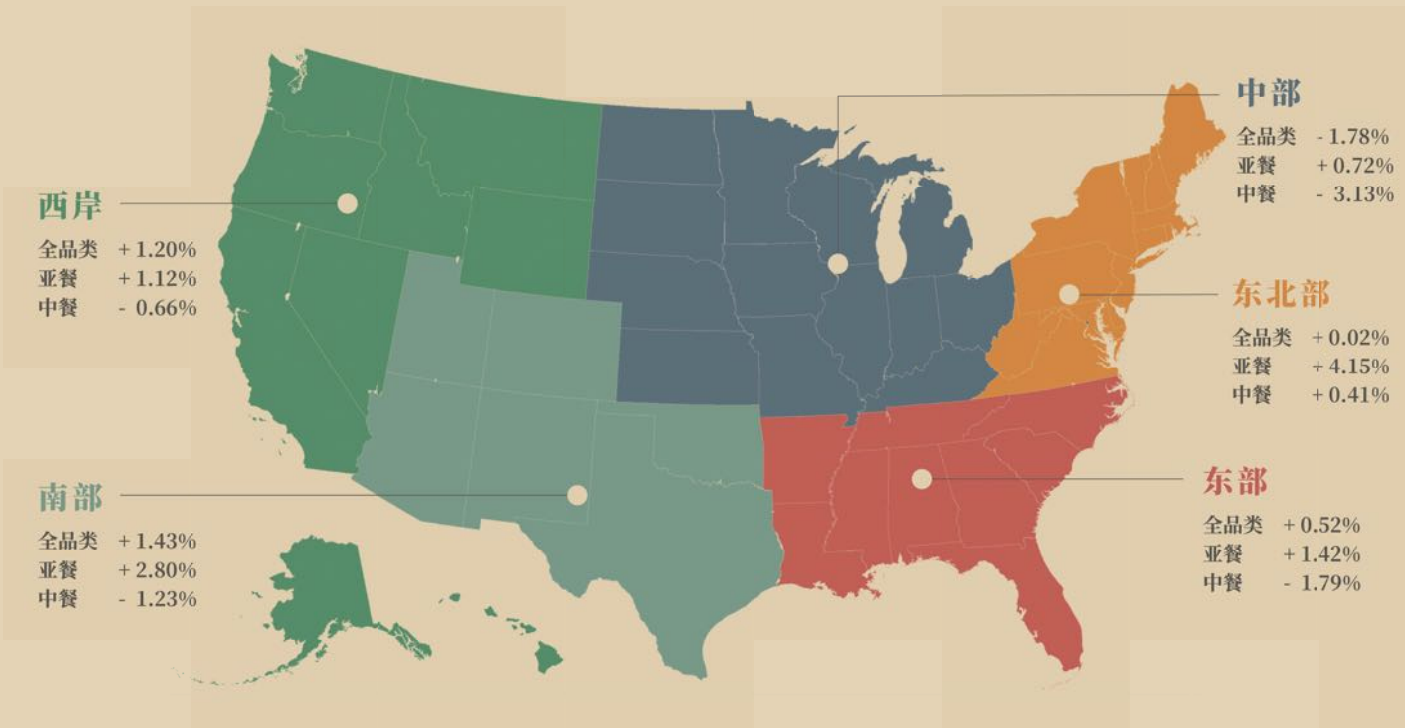 西岸
全品类 + 1.20%
亚餐 + 1.12%
中餐 - 0.66%
南部
全品类 + 1.43%
亚餐 + 2.80%
中餐 - 1.23%
中部
全品类 - 1.78%
亚餐 + 0.72%
中餐 - 3.13%
东北部
全品类 + 0.02%
亚餐 + 4.15%
中餐 + 0.41%
东部
全品类 + 0.52%
亚餐 + 1.42%
中餐 - 1.79%